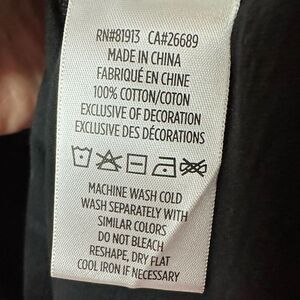 RN#81913 CA#26689
MADE IN CHINA
FABRIQUÉ EN CHINE
100% COTTON/COTON
EXCLUSIVE OF DECORATION
EXCLUSIVE DES DÉCORATIONS
MACHINE WASH COLD
WASH SEPARATELY WITH
SIMILAR COLORS
DO NOT BLEACH
RESHAPE, DRY FLAT
COOL IRON IF NECESSARY